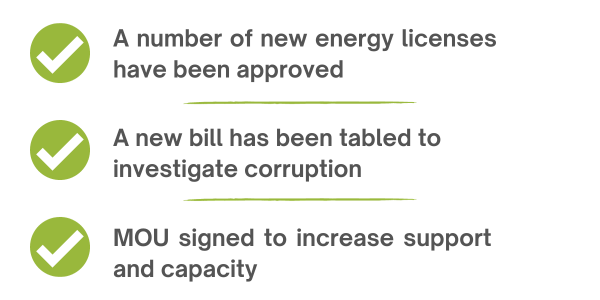 A number of new energy licenses
have been approved
A new bill has been tabled to
investigate corruption
MOU signed to increase support
and capacity